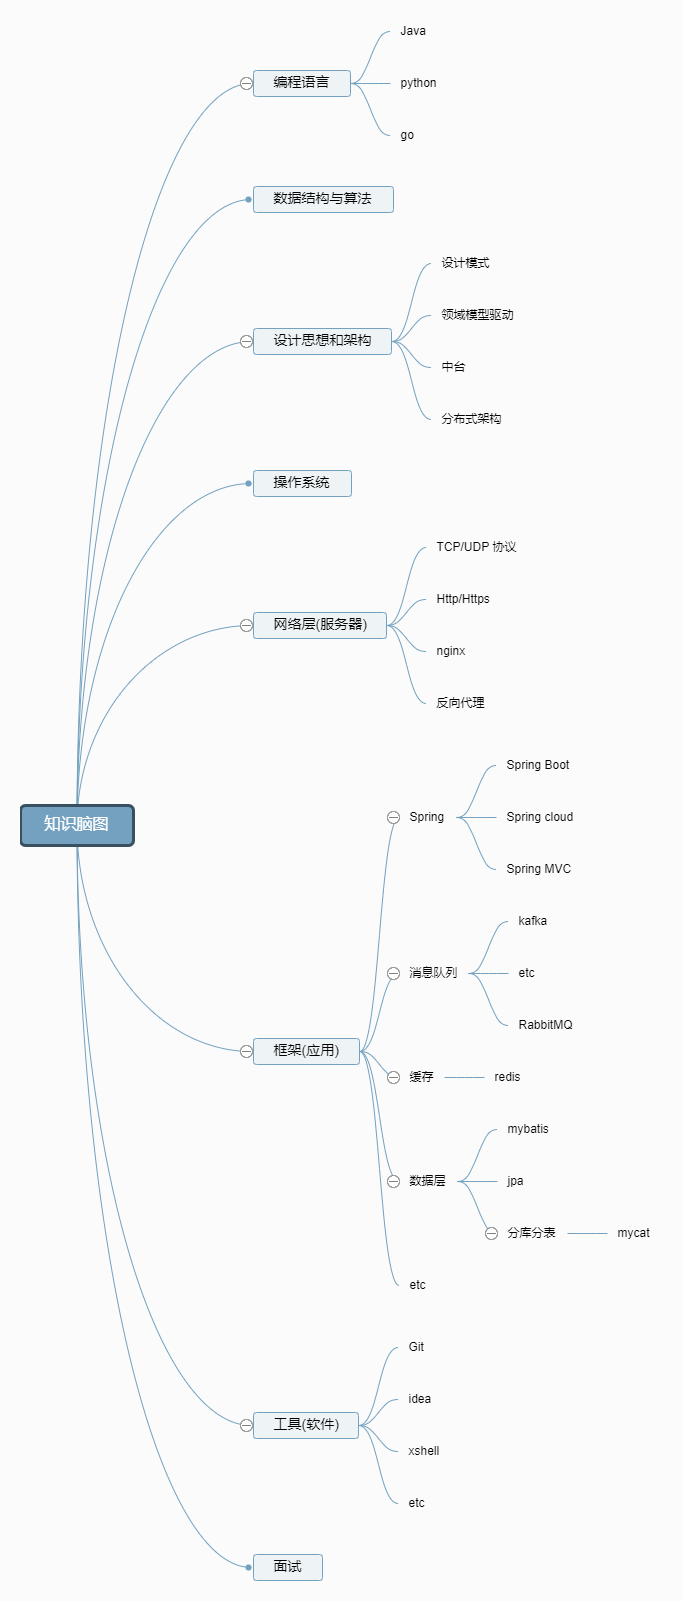 Java
编程语言
python
go
数据结构与算法
设计模式
领域模型驱动
设计思想和架构
中台
分布式架构
操作系统
TCP/UDP 协议
Http/Https
网络层(服务器)
nginx
反向代理
Spring Boot
知识脑图
Spring
Spring cloud
Spring MVC
kafka
消息队列
etc
RabbitMQ
框架(应用)
缓存
redis
mybatis
数据层
jpa
分库分表
mycat
etc
Git
idea
工具(软件)
xshell
etc
面试